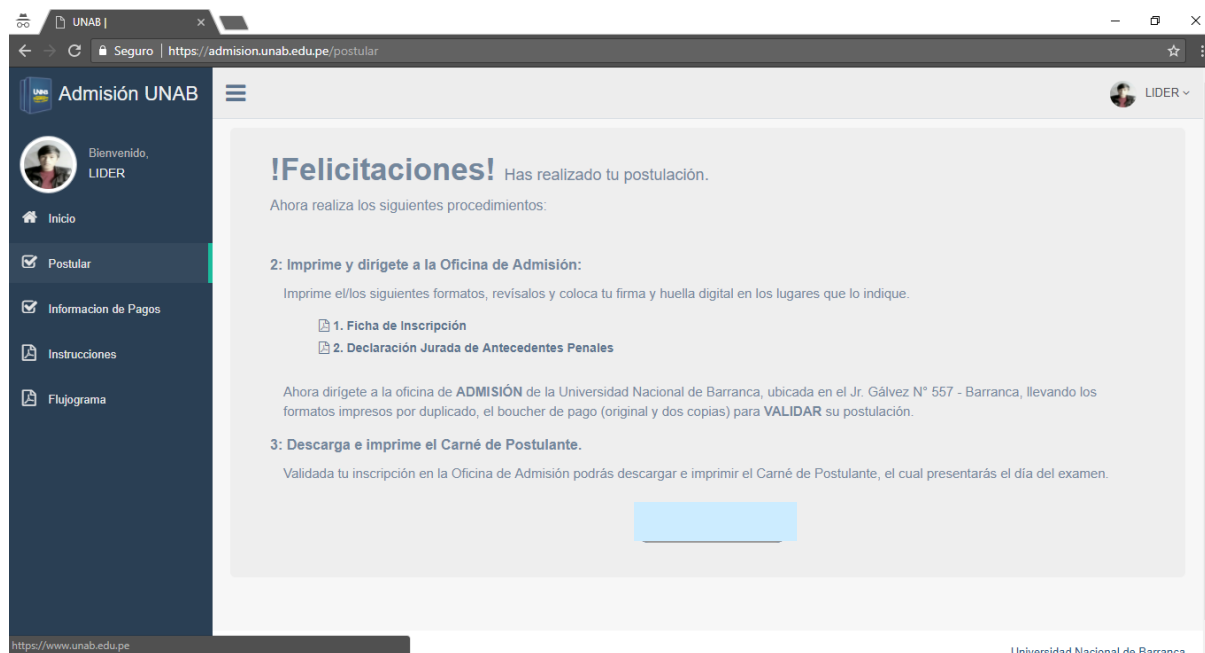 UNAB |
Seguro | https://admision.unab.edu.pe/postular
Admisión UNAB
LIDER
Bienvenido,
LIDER
Inicio
Postular
Informacion de Pagos
Instrucciones
Flujograma
!Felicitaciones! Has realizado tu postulación.
Ahora realiza los siguientes procedimientos:
2: Imprime y dirígete a la Oficina de Admisión:
Imprime el/los siguientes formatos, revísalos y coloca tu firma y huella digital en los lugares que lo indique.
1. Ficha de Inscripción
2. Declaración Jurada de Antecedentes Penales
Ahora dirígete a la oficina de ADMISIÓN de la Universidad Nacional de Barranca, ubicada en el Jr. Gálvez N° 557 - Barranca, llevando los
formatos impresos por duplicado, el boucher de pago (original y dos copias) para VALIDAR su postulación.
3: Descarga e imprime el Carné de Postulante.
Validada tu inscripción en la Oficina de Admisión podrás descargar e imprimir el Carné de Postulante, el cual presentarás el día del examen.
https://www.unab.edu.pe
Universidad Nacional de Barranca